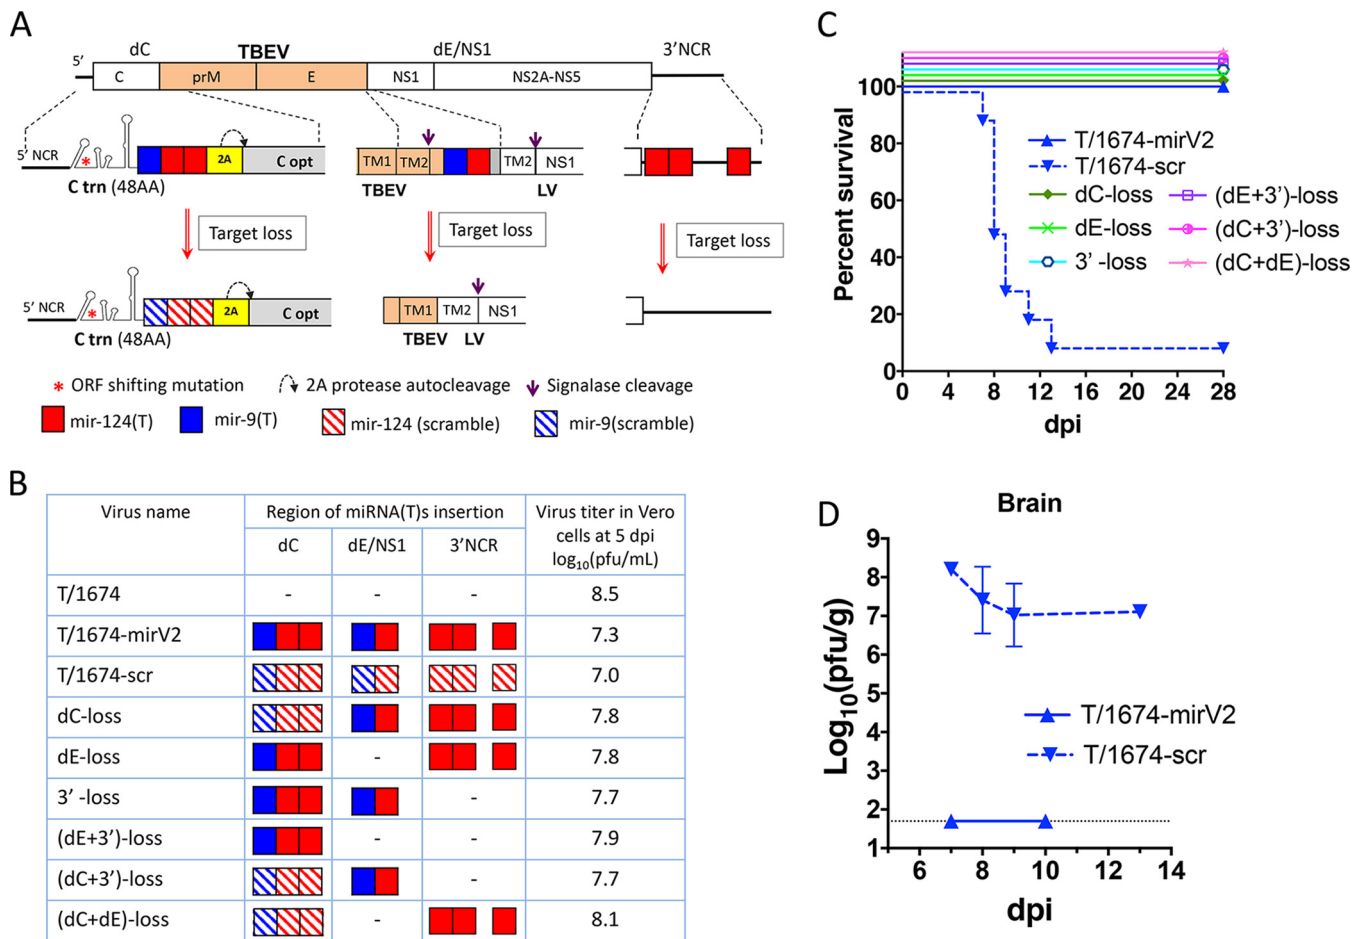 A
dC
TBEV
dE/NS1
3'NCR
5'
C
prM
E
NS1
NS2A-NS5
5' NCR
*
2A
C opt
C trn (48AA)
TM1
TM2
TM2
NS1
TBEV
LV
Target loss
Target loss
Target loss
5' NCR
*
2A
C opt
C trn (48AA)
TM1
TM2
NS1
TBEV
LV
* ORF shifting mutation
2A protease autocleavage
Signalase cleavage
mir-124(T)
mir-9(T)
mir-124 (scramble)
mir-9(scramble)
B
Virus name
Region of miRNA(T)s insertion
Virus titer in Vero
cells at 5 dpi
log10(pfu/mL)
dC
dE/NS1
3'NCR
T/1674 - - - 8.5
T/1674-mirV2 7.3
T/1674-scr 7.0
dC-loss 7.8
dE-loss - 7.8
3' -loss - 7.7
(dE+3')-loss - - 7.9
(dC+3')-loss - 7.7
(dC+dE)-loss - 8.1
C
Percent survival
100
80
60
40
20
0
0 4 8 12 16 20 24 28
dpi
T/1674-mirV2
T/1674-scr
dC-loss
(dE+3')-loss
dE-loss
(dC+3')-loss
3' -loss
(dC+dE)-loss
D
Brain
Log10(pfu/g)
9
8
7
6
5
4
3
2
1
6 8 10 12 14
dpi
T/1674-mirV2
T/1674-scr